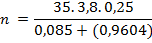 n = 35.3,8.0,25
0,085 + (0,9604)